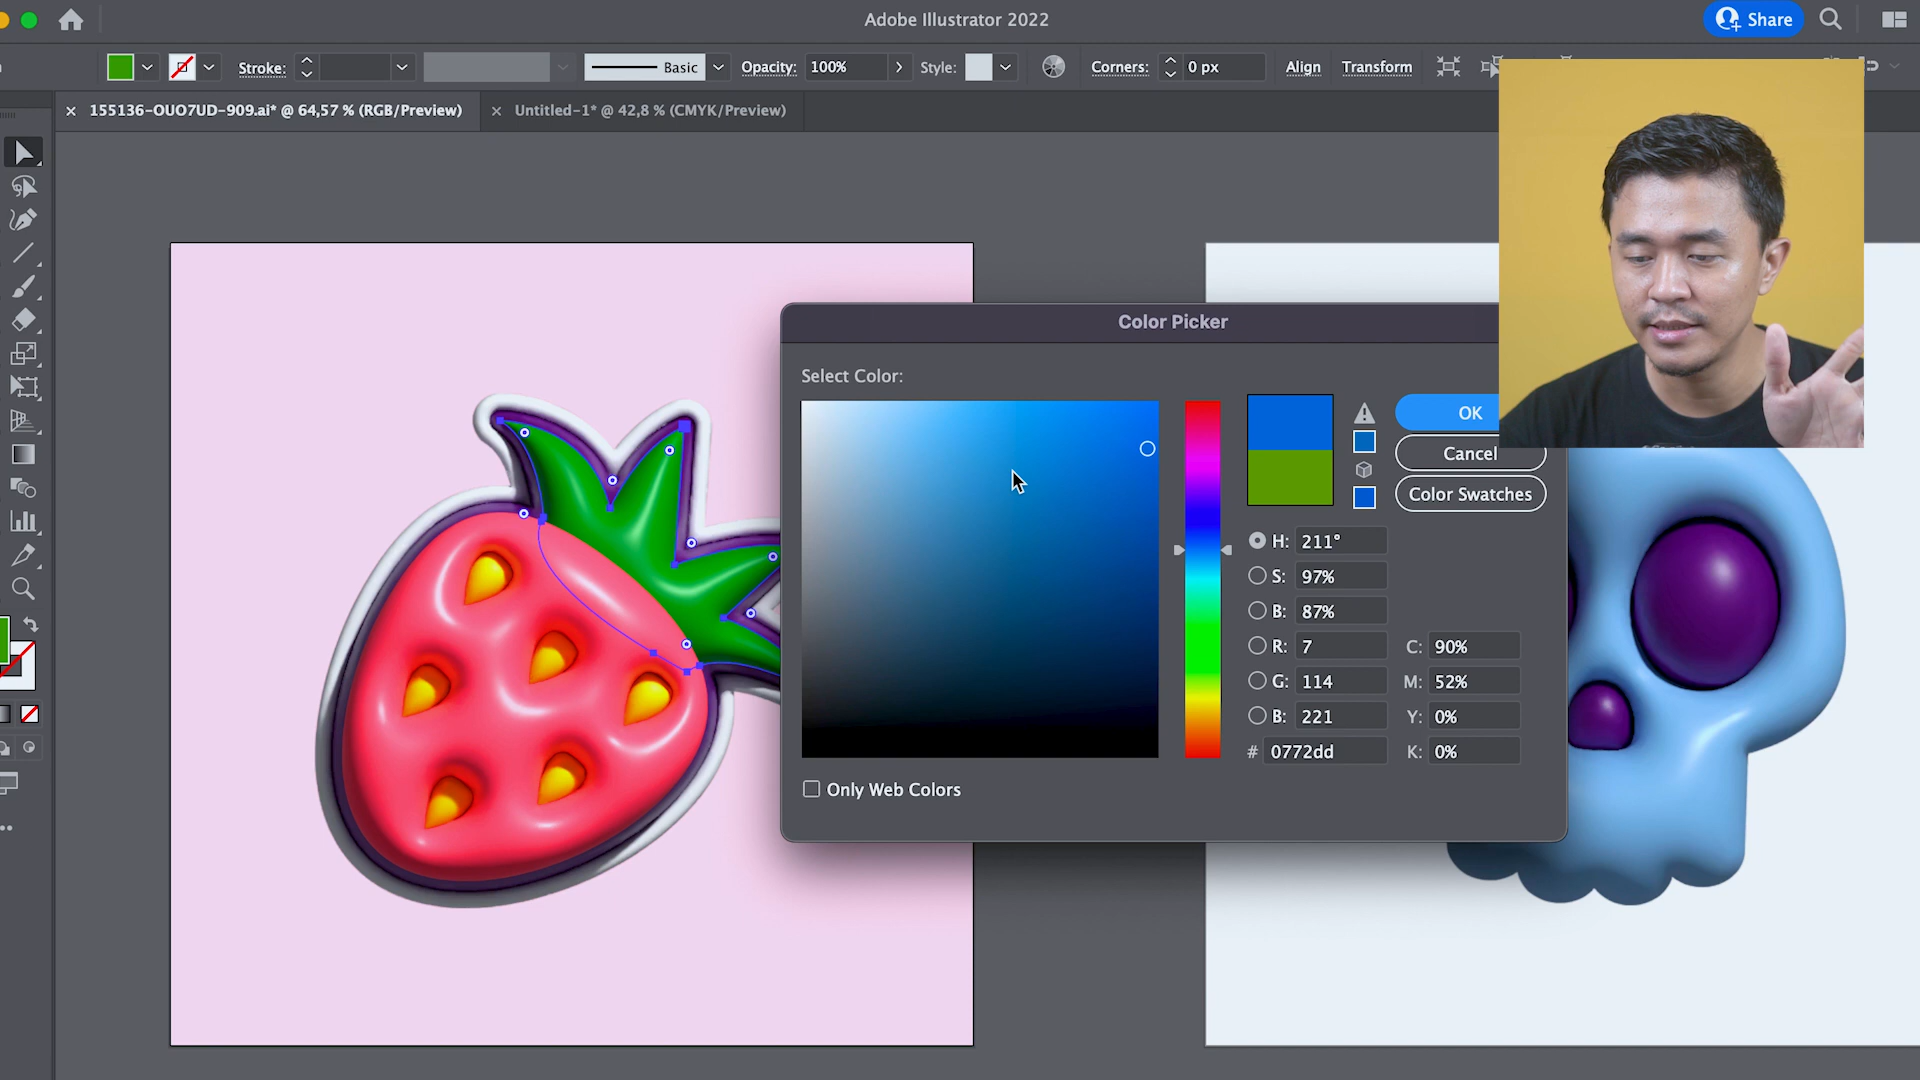 Adobe Illustrator 2022
Share
Stroke:
Basic
Opacity: 100%
Style:
Corners: 0 px
Align
Transform
155136-OUO7UD-909.ai* @ 64,57 % (RGB/Preview)
Untitled-1* @ 42,8 % (CMYK/Preview)
Color Picker
Select Color:
OK
Cancel
Color Swatches
H: 211°
S: 97%
B: 87%
R: 7
C: 90%
G: 114
M: 52%
B: 221
Y: 0%
# 0772dd
K: 0%
Only Web Colors